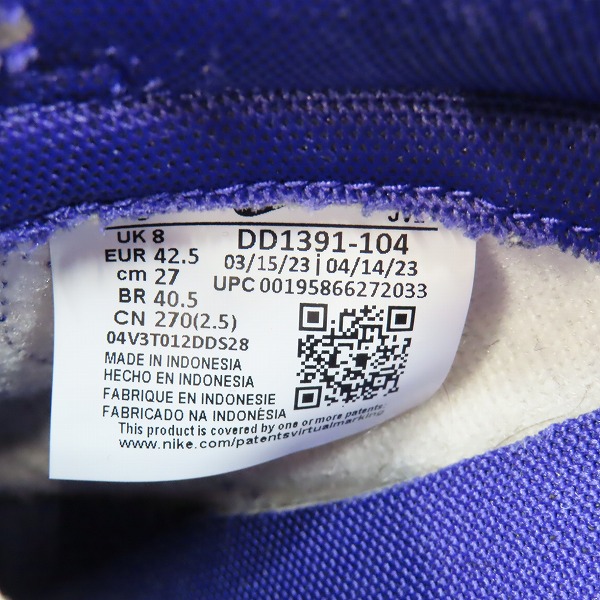 UK 8
EUR 42.5
cm 27
BR 40.5
CN 270(2.5)
04V3T012DDS28
DD1391-104
03/15/23 | 04/14/23
UPC 00195866272033
MADE IN INDONESIA
HECHO EN INDONESIA
FABRIQUE EN INDONESIE
FABRICADO NA INDONÉSIA
This product is covered by one or more patents.
www.nike.com/patentsvirtualmarking